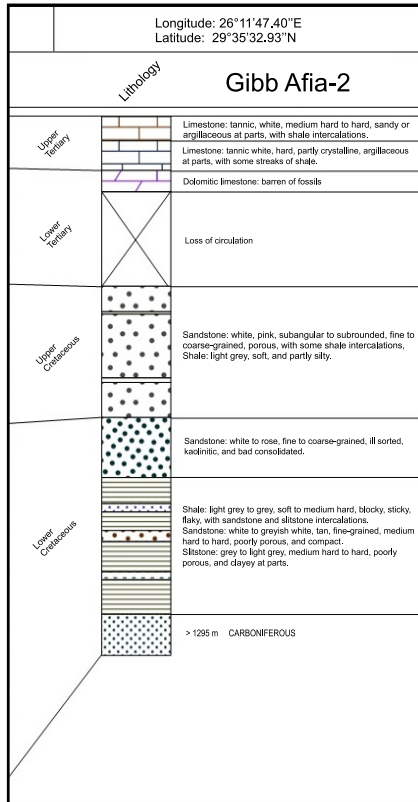 Longitude: 26°11'47.40"E
Latitude: 29°35'32.93"N
Lithology
Gibb Afia-2
Upper
Tertiary
Limestone: tannic, white, medium hard to hard, sandy or
argillaceous at parts, with shale intercalations.
Limestone: tannic white, hard, partly crystalline, argillaceous
at parts, with some streaks of shale.
Dolomitic limestone: barren of fossils
Lower
Tertiary
Loss of circulation
Upper
Cretaceous
Sandstone: white, pink, subangular to subrounded, fine to
coarse-grained, porous, with some shale intercalations,
Shale: light grey, soft, and partly silty.
Sandstone: white to rose, fine to coarse-grained, ill sorted,
kaolinitic, and bad consolidated.
Lower
Cretaceous
Shale: light grey to grey, soft to medium hard, blocky, sticky,
flaky, with sandstone and slitstone intercalations.
Sandstone: white to greyish white, tan, fine-grained, medium
hard to hard, poorly porous, and compact.
Slitstone: grey to light grey, medium hard to hard, poorly
porous, and clayey at parts.
> 1295 m CARBONIFEROUS